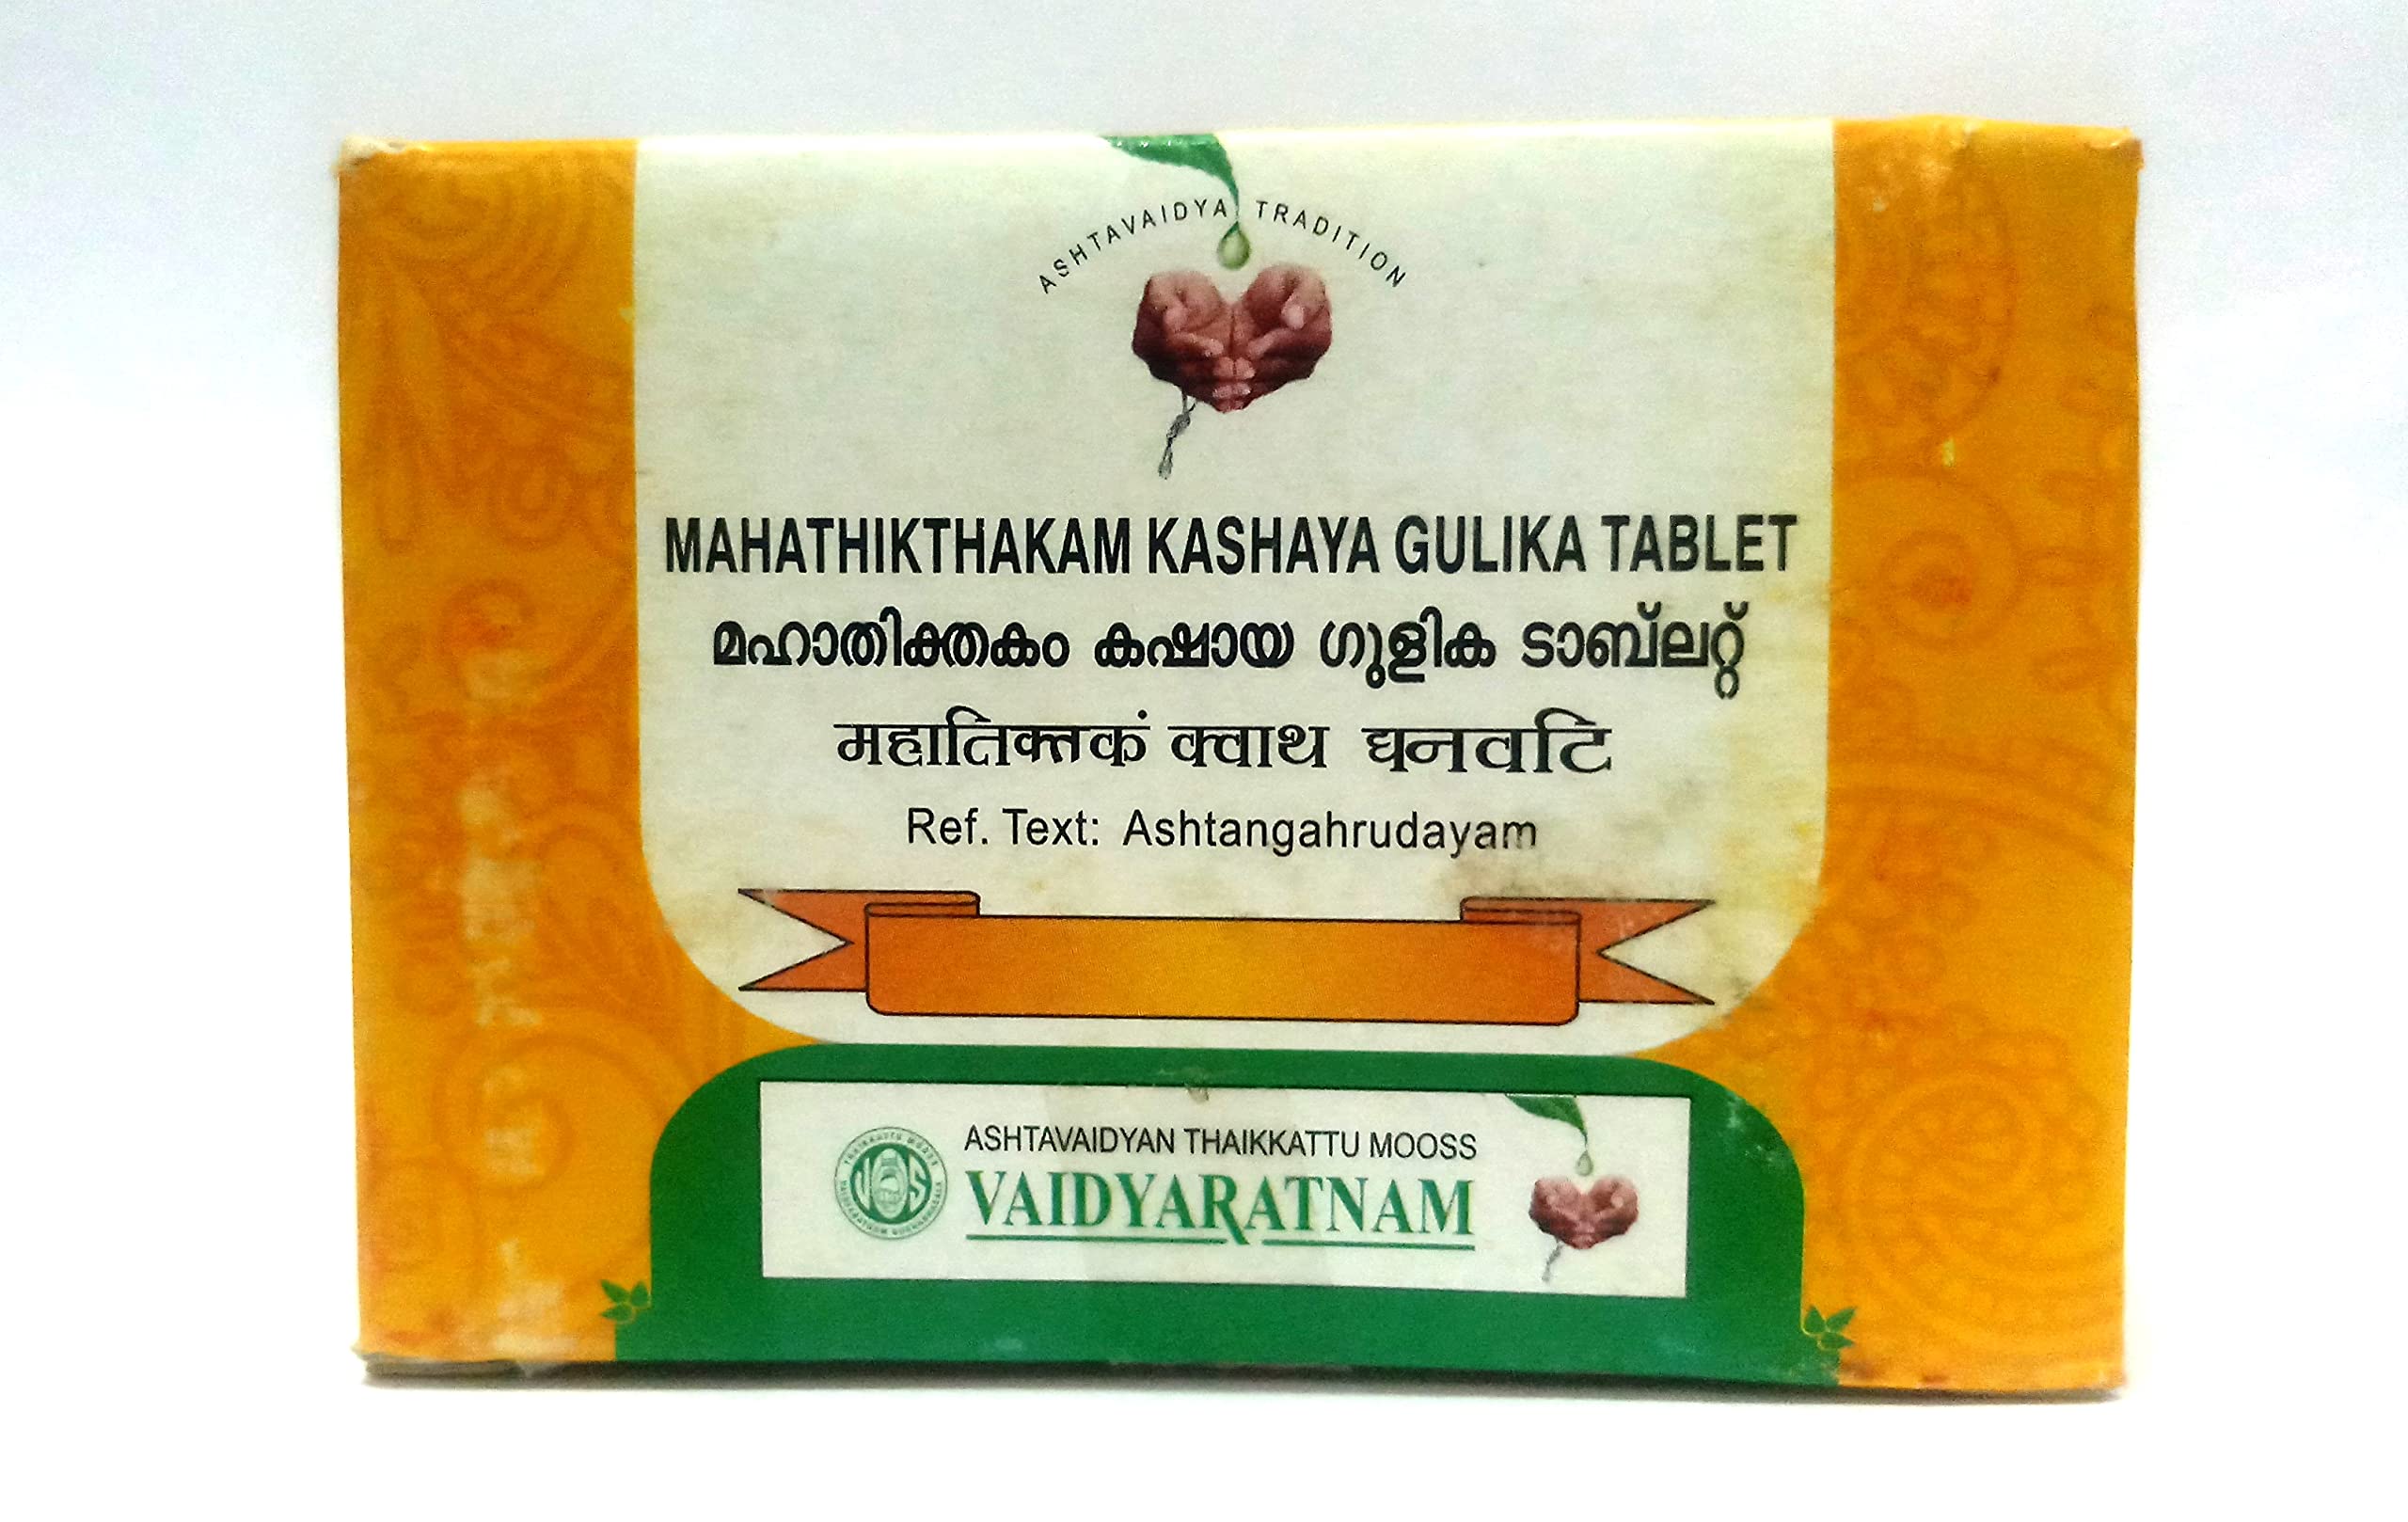 ASHTAVAIDYA TRADITION
MAHATHIKTHAKAM KASHAYA GULIKA TABLET
മഹാതിക്തകം കഷായ ഗുളിക ടാബ്‌ലറ്റ്
महातिक्तकं क्वाथ घनवटि
Ref. Text: Ashtangahrudayam
ASHTAVAIDYAN THAIKKATTU MOOSS
VAIDYARATNAM